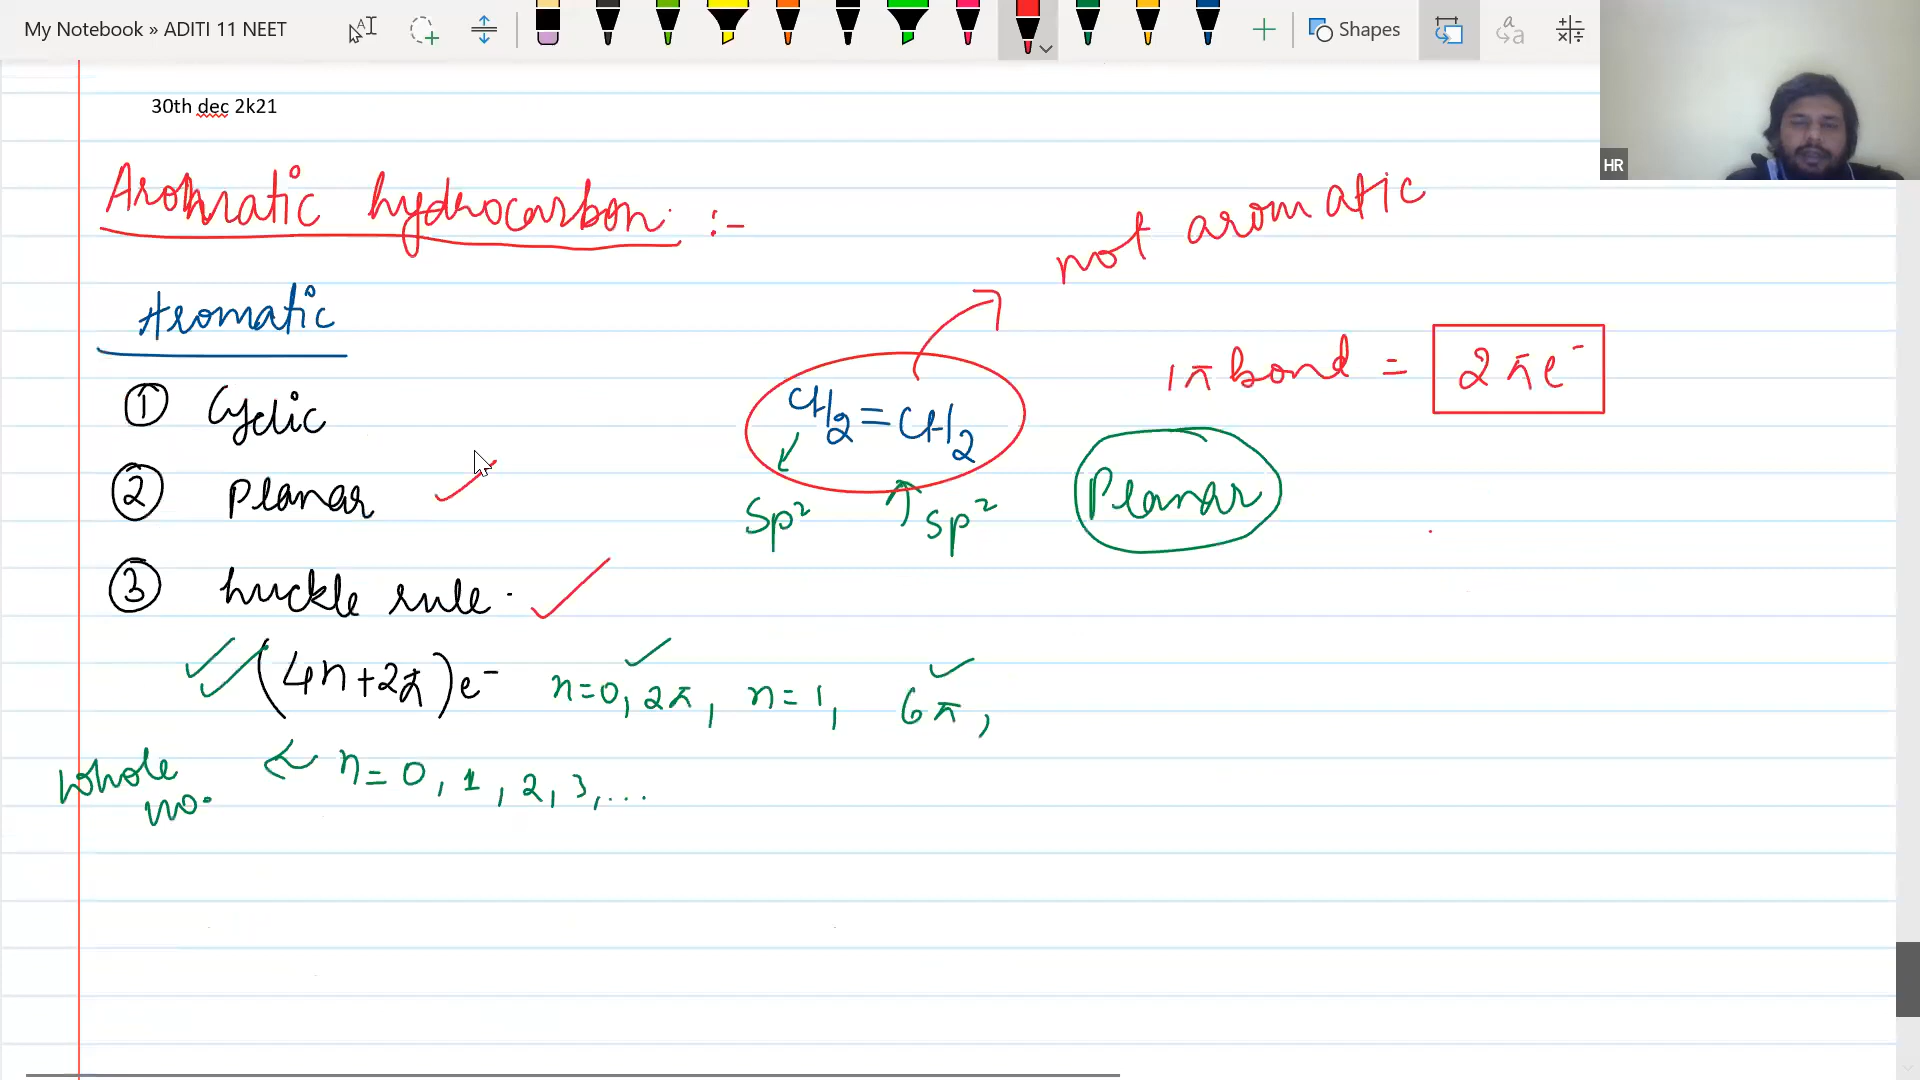 My Notebook » ADITI 11 NEET
Shapes
HR
30th dec 2k21
Aromatic hydrocarbon :-
not aromatic
Aromatic
1π bond = 2πe⁻
① Cyclic
CH2=CH2
② Planar
Sp² Sp²
Planar
③ huckle rule.
(4n+2π)e⁻ n=0, 2π, n=1, 6π,
Whole no. ← n=0, 1, 2, 3,...